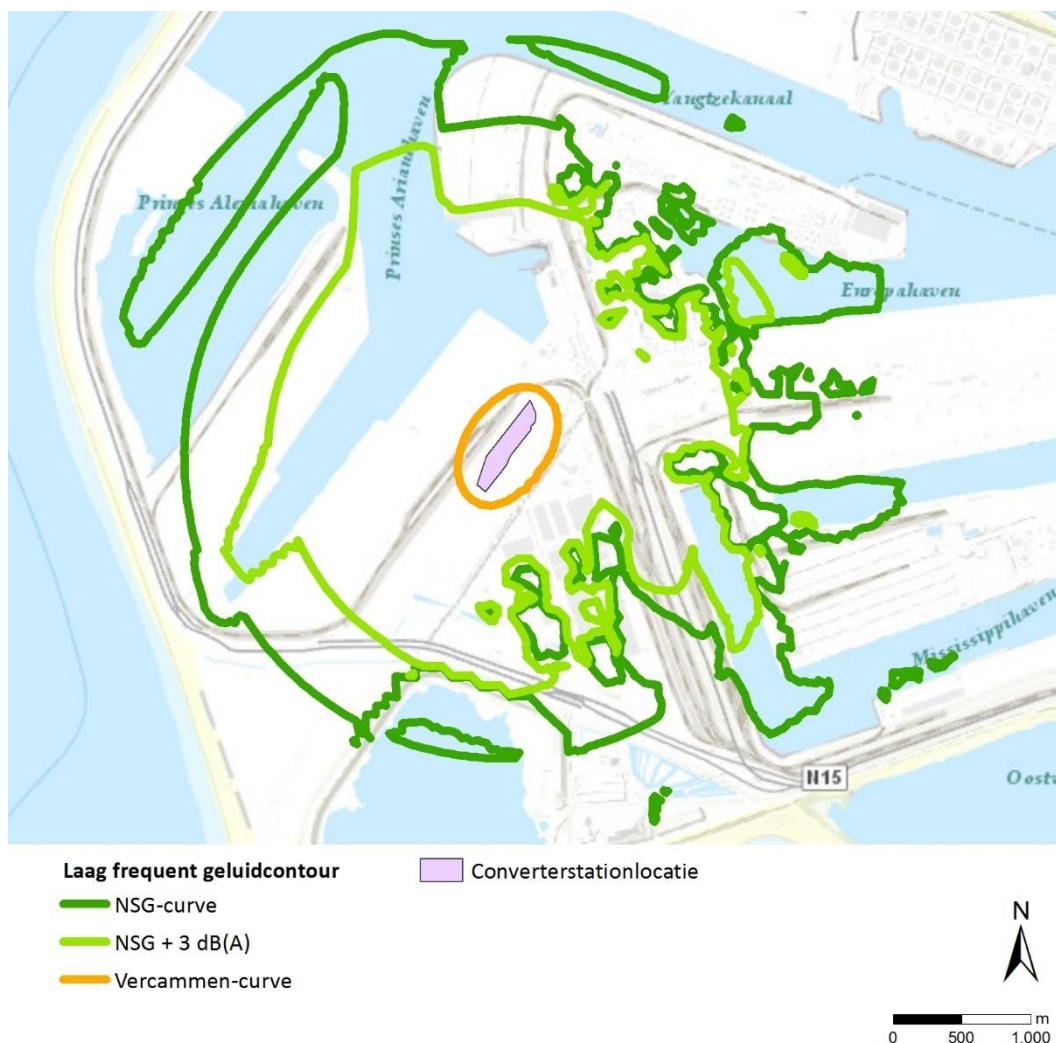 Yangtzekanaal
Prinses Arianehaven
Prinses Alexiahaven
Europahaven
Mississippihaven
N15
Oostv
Laag frequent geluidcontour
Converterstationlocatie
NSG-curve
NSG + 3 dB(A)
Vercammen-curve
N
m
0 500 1.000